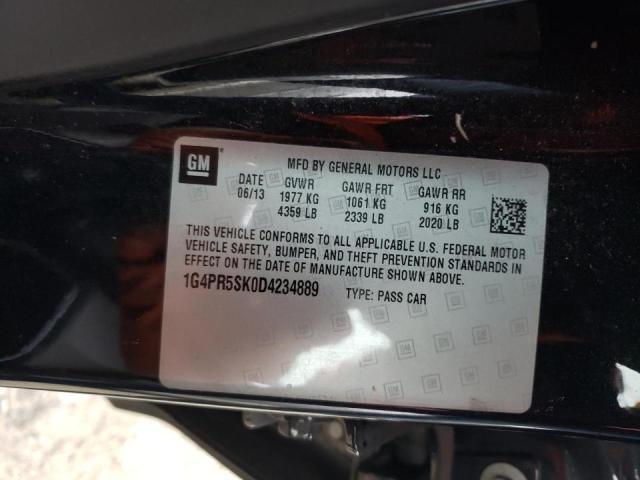 GM
MFD BY GENERAL MOTORS LLC
DATE GVWR GAWR FRT GAWR RR
06/13 1977 KG 1061 KG 916 KG
4359 LB 2339 LB 2020 LB
THIS VEHICLE CONFORMS TO ALL APPLICABLE U.S. FEDERAL MOTOR
VEHICLE SAFETY, BUMPER, AND THEFT PREVENTION STANDARDS IN
EFFECT ON THE DATE OF MANUFACTURE SHOWN ABOVE.
1G4PR5SK0D4234889 TYPE: PASS CAR